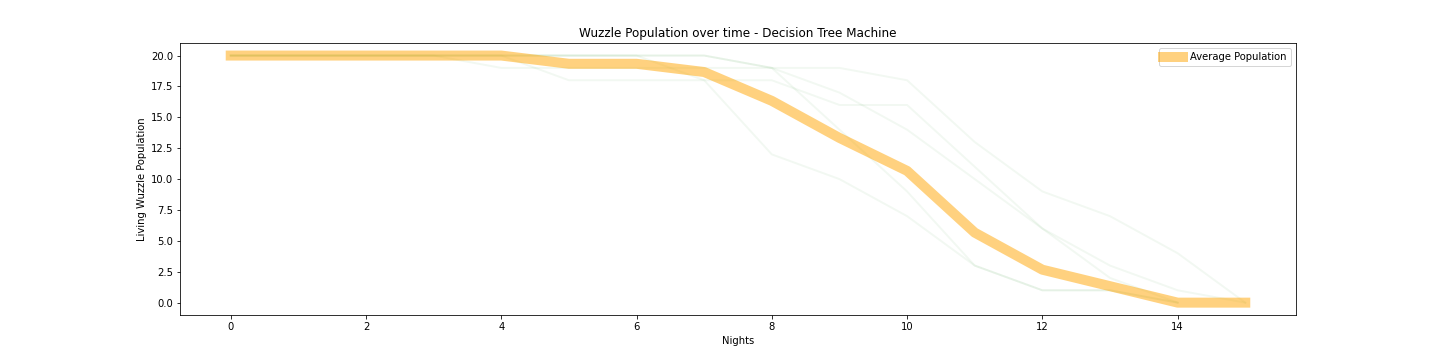 Wuzzle Population over time - Decision Tree Machine
Average Population
Living Wuzzle Population
20.0
17.5
15.0
12.5
10.0
7.5
5.0
2.5
0.0
0 2 4 6 8 10 12 14
Nights